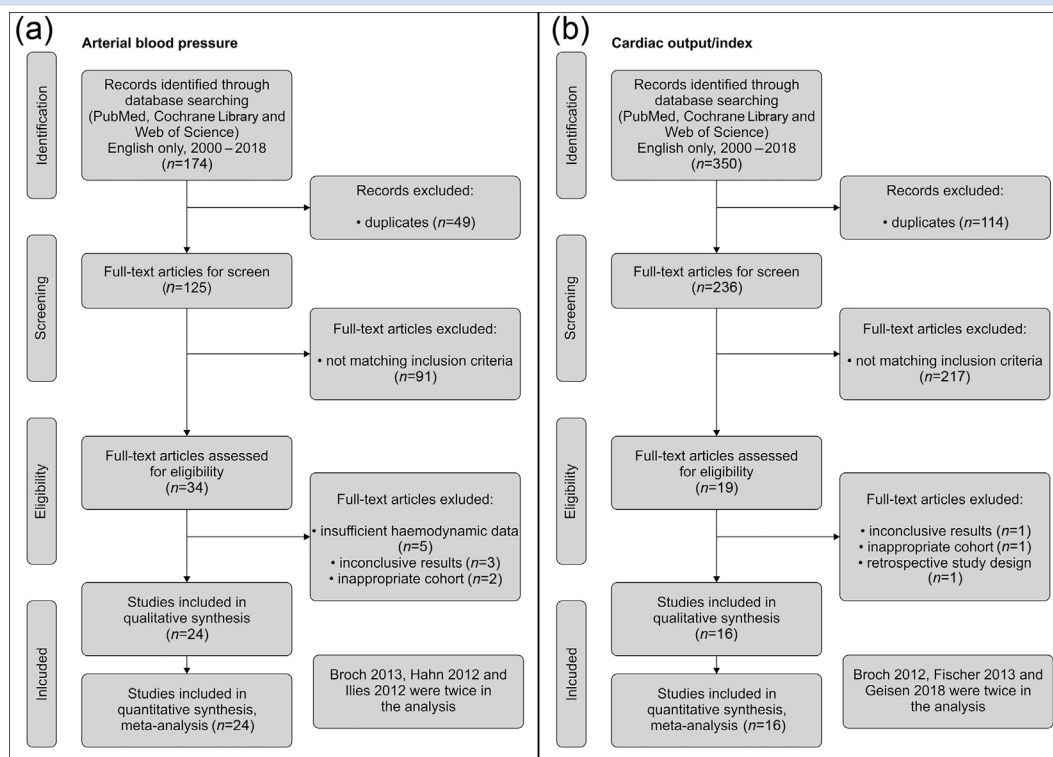 (a)
Arterial blood pressure
Identification
Records identified through
database searching
(PubMed, Cochrane Library and
Web of Science)
English only, 2000–2018
(n=174)
Records excluded:
• duplicates (n=49)
Screening
Full-text articles for screen
(n=125)
Full-text articles excluded:
• not matching inclusion criteria
(n=91)
Eligibility
Full-text articles assessed
for eligibility
(n=34)
Full-text articles exluded:
• insufficient haemodynamic data
(n=5)
• inconclusive results (n=3)
• inappropriate cohort (n=2)
Inlcuded
Studies included in
qualitative synthesis
(n=24)
Studies included in
quantitative synthesis,
meta-analysis (n=24)
Broch 2013, Hahn 2012 and
Ilies 2012 were twice in
the analysis
(b)
Cardiac output/index
Identification
Records identified through
database searching
(PubMed, Cochrane Library and
Web of Science)
English only, 2000–2018
(n=350)
Records excluded:
• duplicates (n=114)
Screening
Full-text articles for screen
(n=236)
Full-text articles excluded:
• not matching inclusion criteria
(n=217)
Eligibility
Full-text articles assessed
for eligibility
(n=19)
Full-text articles exluded:
• inconclusive results (n=1)
• inappropriate cohort (n=1)
• retrospective study design
(n=1)
Inlcuded
Studies included in
qualitative synthesis
(n=16)
Studies included in
quantitative synthesis,
meta-analysis (n=16)
Broch 2012, Fischer 2013 and
Geisen 2018 were twice in
the analysis